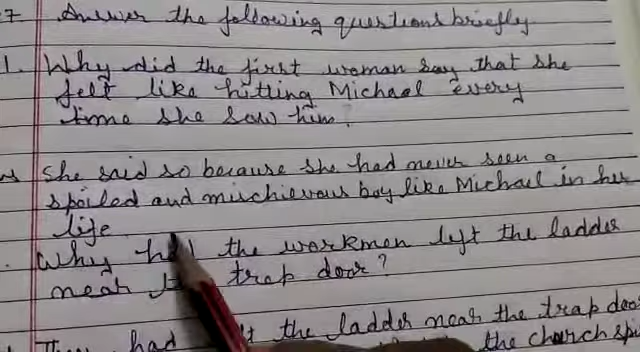 7 Answer the following questions briefly
1. Why did the first woman say that she
felt like hitting Michael every
time she saw him?
she said so because she had never seen a
spoiled and mischievous boy like Michael in her
life
Why the workmen left the ladder
near trap door?
had the ladder near the trap door
the church